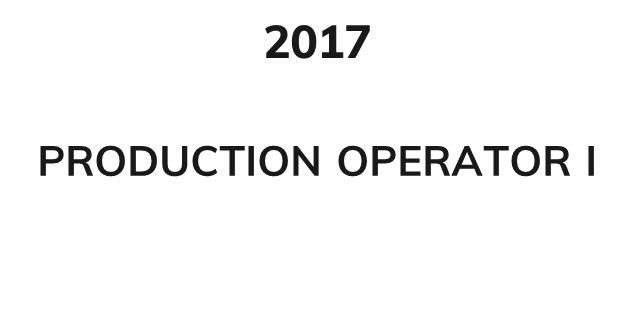 2017
PRODUCTION OPERATOR I